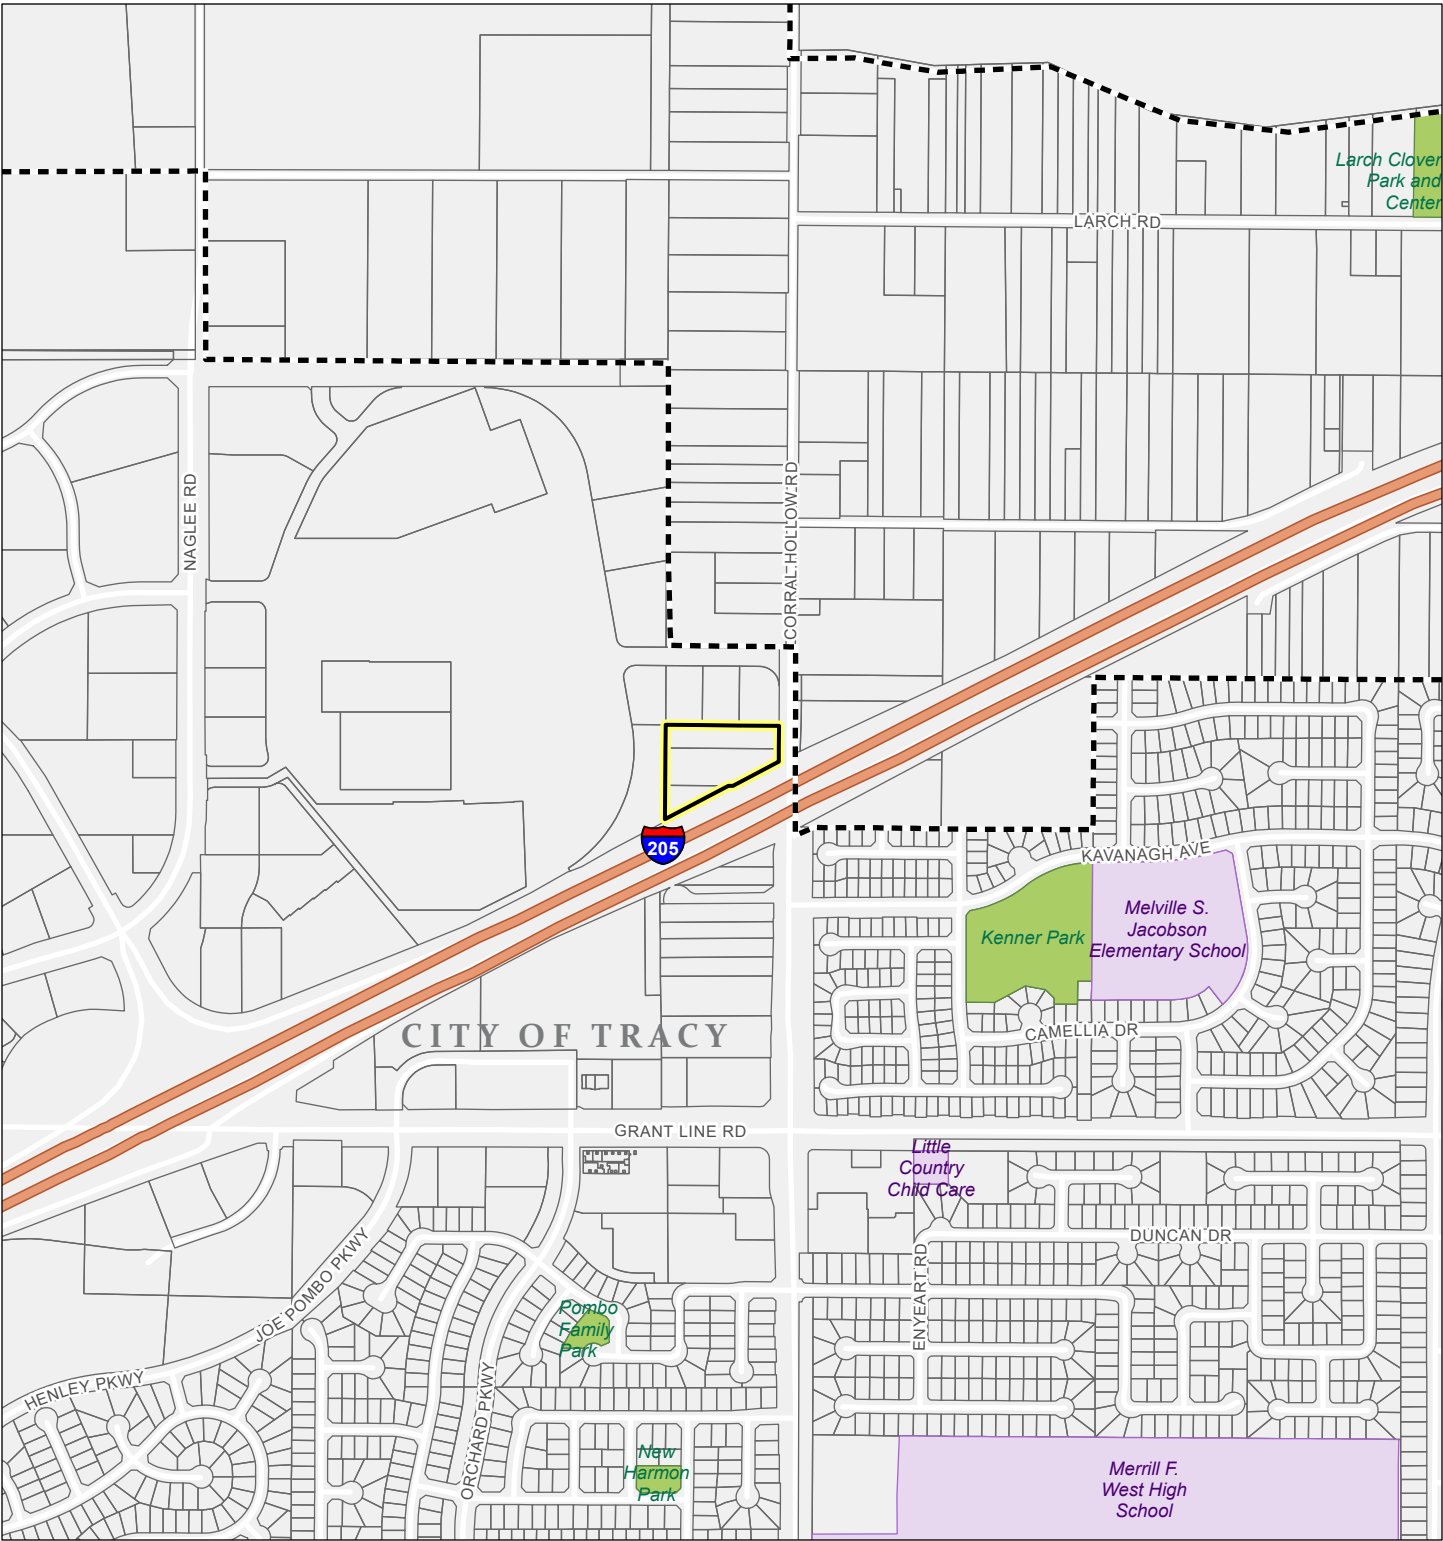 Larch Clover
Park and
Center
LARCH RD
NAGLEE RD
CORRAL HOLLOW RD
205
KAVANAGH AVE
Melville S.
Jacobson
Elementary School
Kenner Park
CITY OF TRACY
CAMELLIA DR
GRANT LINE RD
Little
Country
Child Care
DUNCAN DR
ENYEART RD
JOE POMBO PKWY
Pombo
Family
Park
HENLEY PKWY
ORCHARD PKWY
New
Harmon
Park
Merrill F.
West High
School